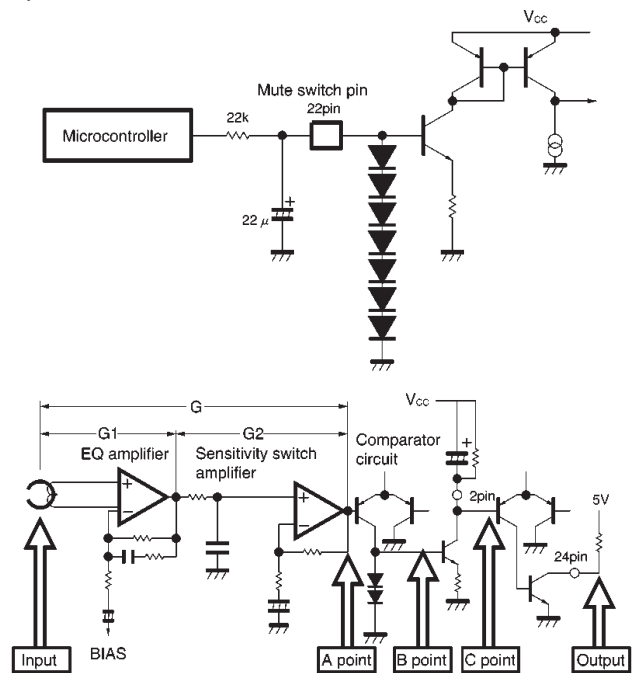 Vcc
Mute switch pin
22k
22pin
Microcontroller
+
22 μ
Vcc
G
G1
G2
EQ amplifier
Sensitivity switch
amplifier
Comparator
circuit
+
2pin
5V
24pin
+
−
+
−
BIAS
Input
A point
B point
C point
Output